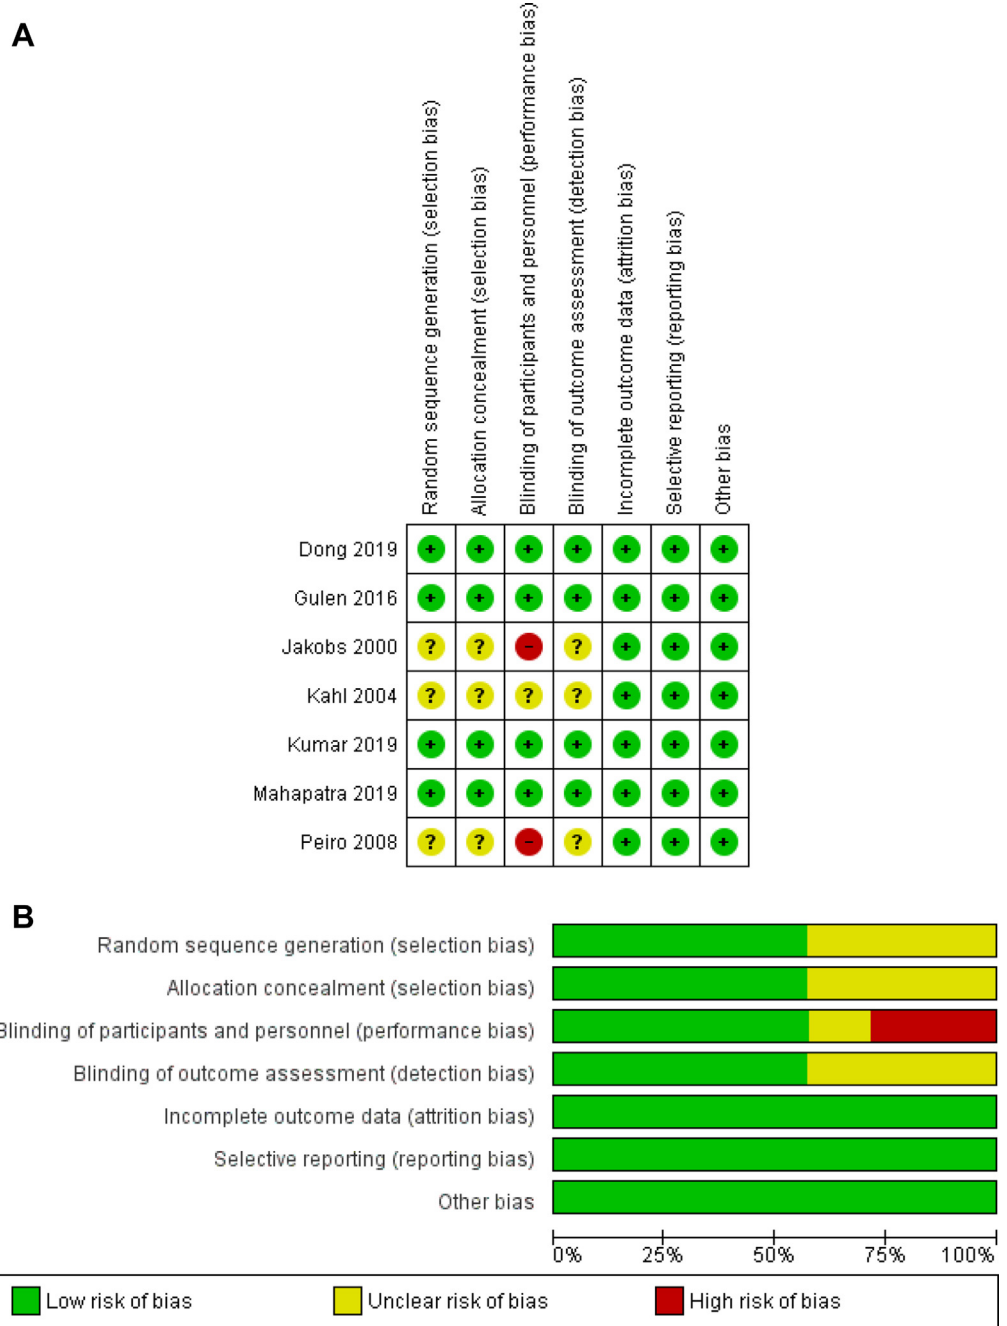 A
Random sequence generation (selection bias)
Allocation concealment (selection bias)
Blinding of participants and personnel (performance bias)
Blinding of outcome assessment (detection bias)
Incomplete outcome data (attrition bias)
Selective reporting (reporting bias)
Other bias
Dong 2019 + + + + + + +
Gulen 2016 + + + + + + +
Jakobs 2000 ? ? - ? + + +
Kahl 2004 ? ? ? ? + + +
Kumar 2019 + + + + + + +
Mahapatra 2019 + + + + + + +
Peiro 2008 ? ? - ? + + +
B
Random sequence generation (selection bias)
Allocation concealment (selection bias)
Blinding of participants and personnel (performance bias)
Blinding of outcome assessment (detection bias)
Incomplete outcome data (attrition bias)
Selective reporting (reporting bias)
Other bias
0% 25% 50% 75% 100%
Low risk of bias Unclear risk of bias High risk of bias